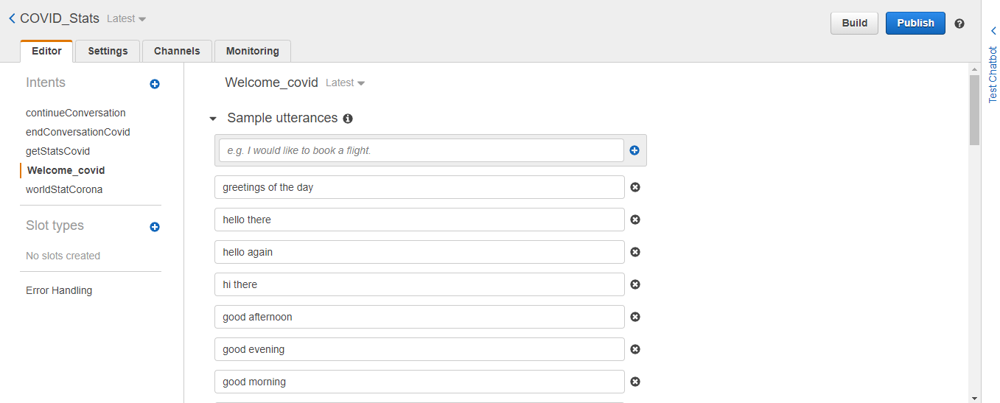 COVID_Stats Latest
Build
Publish
Editor
Settings
Channels
Monitoring
Test Chatbot
Intents
continueConversation
endConversationCovid
getStatsCovid
Welcome_covid
worldStatCorona
Slot types
No slots created
Error Handling
Welcome_covid Latest
Sample utterances
e.g. I would like to book a flight.
greetings of the day
hello there
hello again
hi there
good afternoon
good evening
good morning